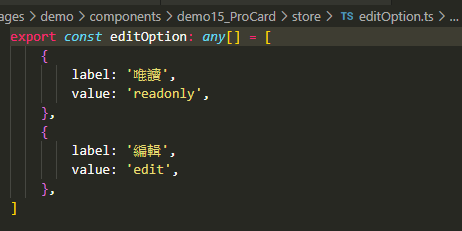 ages > demo > components > demo15_ProCard > store > TS editOption.ts > ...
export const editOption: any[] = [
    {
        label: '唯讀',
        value: 'readonly',
    },
    {
        label: '編輯',
        value: 'edit',
    },
]